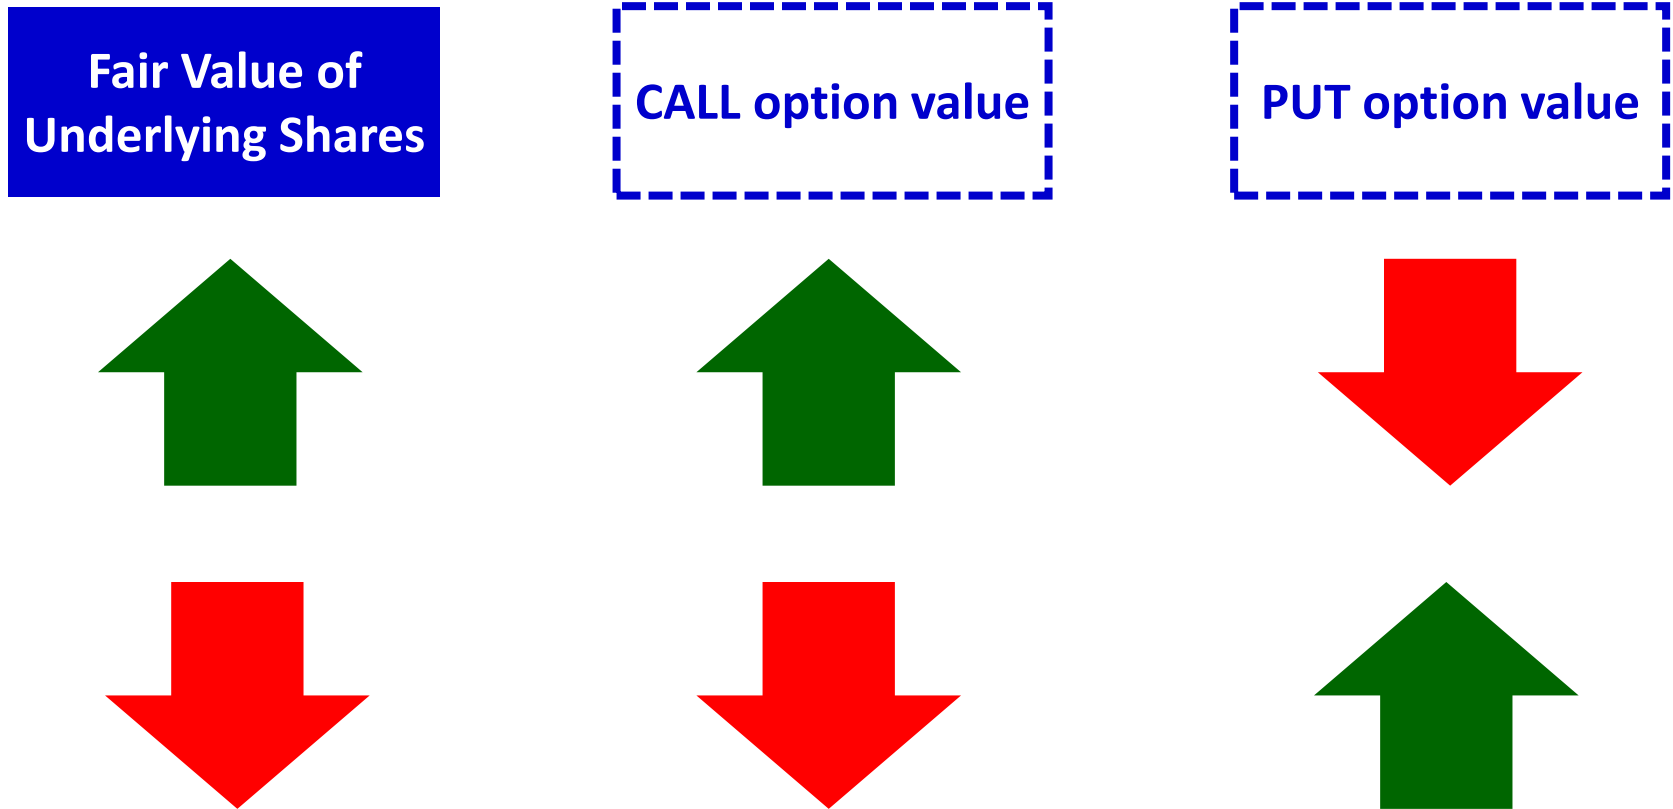 Fair Value of
Underlying Shares
CALL option value
PUT option value